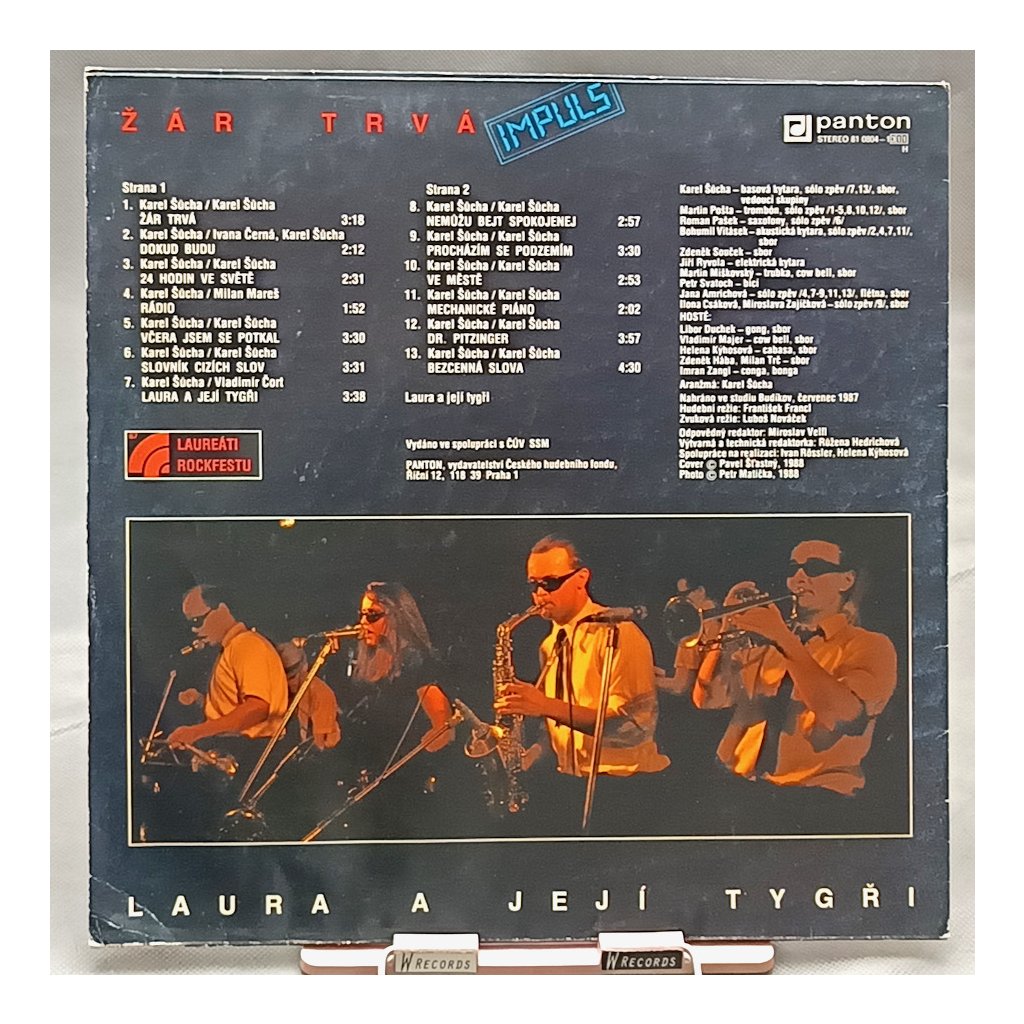 ŽÁR TRVÁ
IMPULS
panton
STEREO 81 0804-1
H
Strana 1
1. Karel Šůcha / Karel Šůcha
ŽÁR TRVÁ 3:18
2. Karel Šůcha / Ivana Černá, Karel Šůcha
DOKUD BUDU 2:12
3. Karel Šůcha / Karel Šůcha
24 HODIN VE SVĚTĚ 2:31
4. Karel Šůcha / Milan Mareš
RÁDIO 1:52
5. Karel Šůcha / Karel Šůcha
VČERA JSEM SE POTKAL 3:30
6. Karel Šůcha / Karel Šůcha
SLOVNÍK CIZÍCH SLOV 3:31
7. Karel Šůcha / Vladimír Čort
LAURA A JEJÍ TYGŘI 3:38
LAUREÁTI
ROCKFESTU
Strana 2
8. Karel Šůcha / Karel Šůcha
NEMŮŽU BEJT SPOKOJENEJ 2:57
9. Karel Šůcha / Karel Šůcha
PROCHÁZÍM SE PODZEMÍM 3:30
10. Karel Šůcha / Karel Šůcha
VE MĚSTĚ 2:53
11. Karel Šůcha / Karel Šůcha
MECHANICKÉ PIÁNO 2:02
12. Karel Šůcha / Karel Šůcha
DR. PITZINGER 3:57
13. Karel Šůcha / Karel Šůcha
BEZCENNÁ SLOVA 4:30
Laura a její tygři
Vydáno ve spolupráci s ČÚV SSM
PANTON, vydavatelství Českého hudebního fondu,
Říční 12, 118 39 Praha 1
Karel Šůcha – basová kytara, sólo zpěv /7,13/, sbor,
vedoucí skupiny
Martin Pošta – trombón, sólo zpěv /1-5,8,10,12/, sbor
Roman Pašek – saxofony, sólo zpěv /6/
Bohumil Vitásek – akustická kytara, sólo zpěv /2,4,7,11/,
sbor
Zdeněk Souček – sbor
Jiří Ryvola – elektrická kytara
Martin Miškovský – trubka, cow bell, sbor
Petr Svatoch – bicí
Jana Amrichová – sólo zpěv /4,7-9,11,13/, flétna, sbor
Ilona Csáková, Miroslava Zajíčková – sólo zpěv /9/, sbor
HOSTÉ:
Libor Duchek – gong, sbor
Vladimír Majer – cow bell, sbor
Helena Kýhosová – cabasa, sbor
Zdeněk Hába, Milan Trč – sbor
Imran Zangi – conga, bonga
Aranžmá: Karel Šůcha
Nahráno ve studiu Budíkov, červenec 1987
Hudební režie: František Francl
Zvuková režie: Luboš Nováček
Odpovědný redaktor: Miroslav Vetfl
Výtvarná a technická redaktorka: Růžena Hedrichová
Spolupráce na realizaci: Ivan Rössler, Helena Kýhosová
Cover © Pavel Šťastný, 1988
Photo © Petr Matička, 1988
LAURA A JEJÍ TYGŘI
W RECORDS
W RECORDS